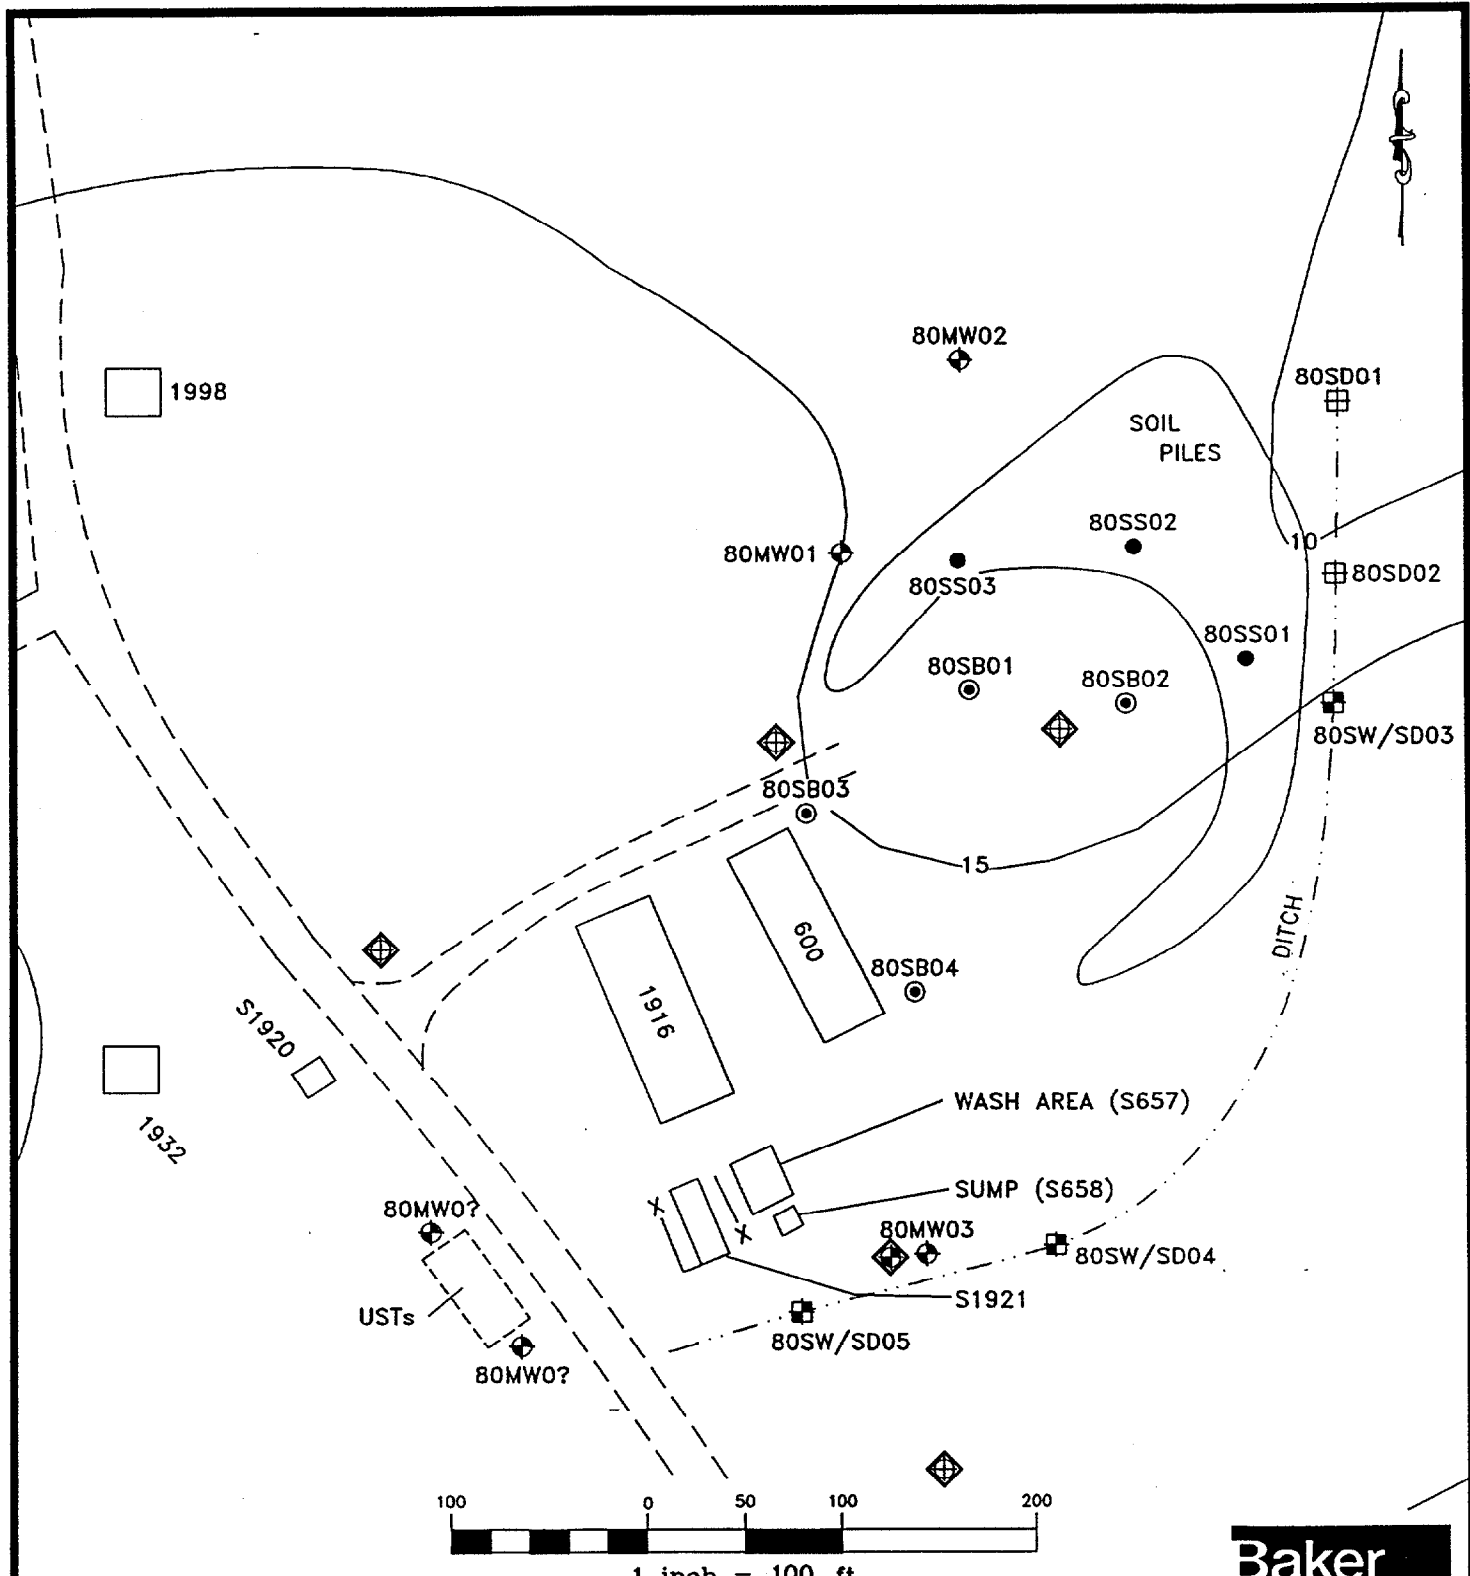 80MW02
80SD01
1998
SOIL
PILES
80SS02
10
80MW01
80SD02
80SS03
80SS01
80SB01
80SB02
80SW/SD03
80SB03
15
DITCH
600
80SB04
1916
S1920
WASH AREA (S657)
1932
SUMP (S658)
80MW0?
80MW03
X
X
80SW/SD04
S1921
USTs
80SW/SD05
80MW0?
100 0 50 100 200
1 inch = 100 ft.
Baker